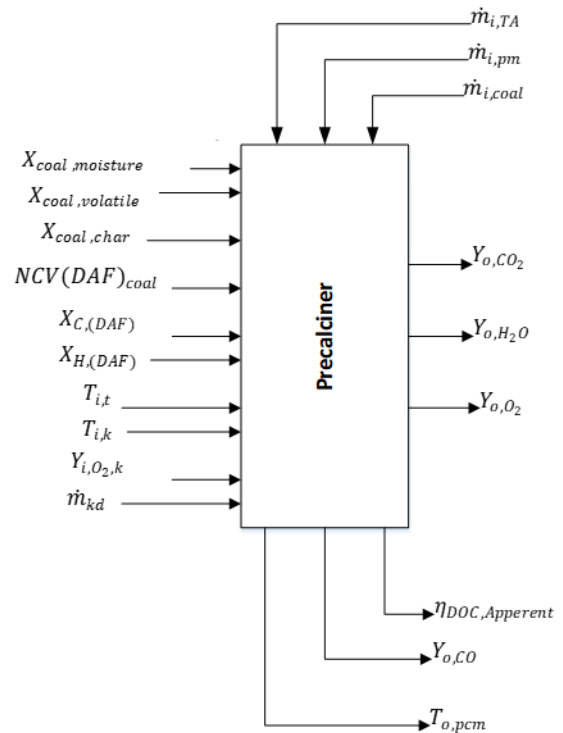 ṁ_{i,TA}
ṁ_{i,pm}
ṁ_{i,coal}
X_{coal,moisture}
X_{coal,volatile}
X_{coal,char}
NCV(DAF)_{coal}
X_{C,(DAF)}
X_{H,(DAF)}
T_{i,t}
T_{i,k}
Y_{i,O_2,k}
ṁ_{kd}
Precalciner
Y_{o,CO_2}
Y_{o,H_2O}
Y_{o,O_2}
η_{DOC,Apperent}
Y_{o,CO}
T_{o,pcm}